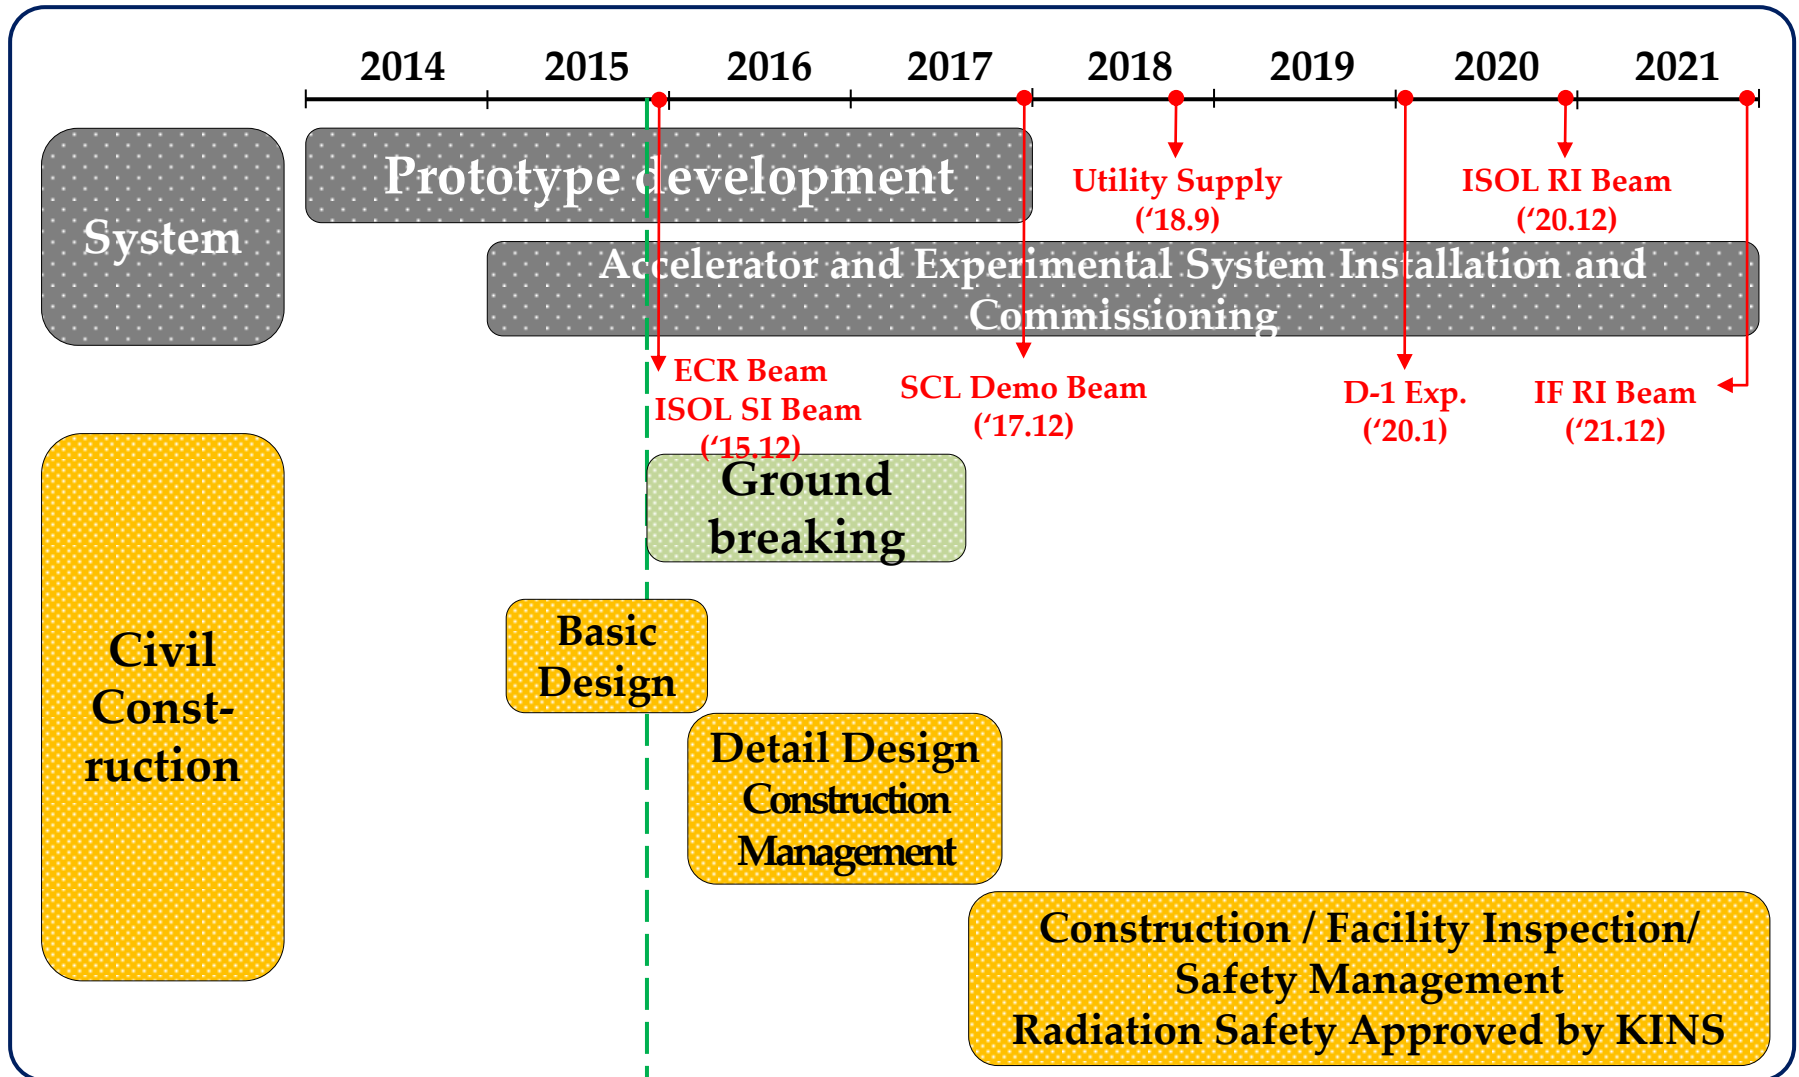 2014 2015 2016 2017 2018 2019 2020 2021
System
Prototype development
Utility Supply
(‘18.9)
ISOL RI Beam
(‘20.12)
Accelerator and Experimental System Installation and
Commissioning
ECR Beam
ISOL SI Beam
(‘15.12)
SCL Demo Beam
(‘17.12)
D-1 Exp.
(‘20.1)
IF RI Beam
(‘21.12)
Civil
Const-
ruction
Ground
breaking
Basic
Design
Detail Design
Construction
Management
Construction / Facility Inspection/
Safety Management
Radiation Safety Approved by KINS